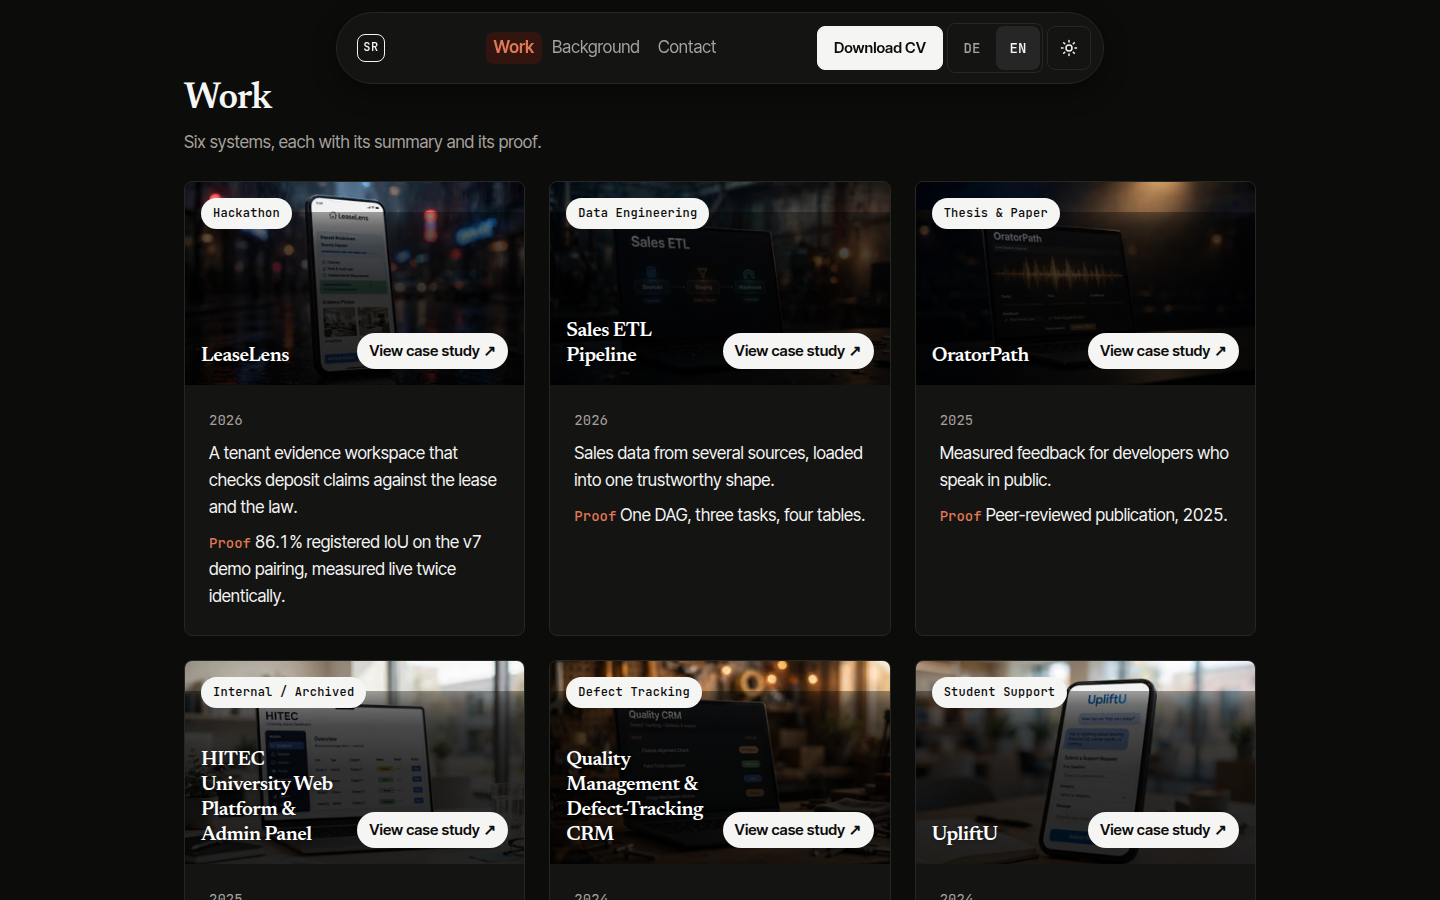 SR
Work
Background
Contact
Download CV
DE
EN
Work
Six systems, each with its summary and its proof.
Hackathon
LeaseLens
LeaseLens
View case study ↗
2026
A tenant evidence workspace that
checks deposit claims against the lease
and the law.
Proof 86.1% registered IoU on the v7
demo pairing, measured live twice
identically.
Data Engineering
Sales ETL
Sales ETL
Pipeline
View case study ↗
2026
Sales data from several sources, loaded
into one trustworthy shape.
Proof One DAG, three tasks, four tables.
Thesis & Paper
OratorPath
OratorPath
View case study ↗
2025
Measured feedback for developers who
speak in public.
Proof Peer-reviewed publication, 2025.
Internal / Archived
HITEC
Overview
HITEC
University Web
Platform &
Admin Panel
View case study ↗
2025
Defect Tracking
Quality CRM
Quality
Management &
Defect-Tracking
CRM
View case study ↗
2024
Student Support
UpliftU
UpliftU
View case study ↗
2024